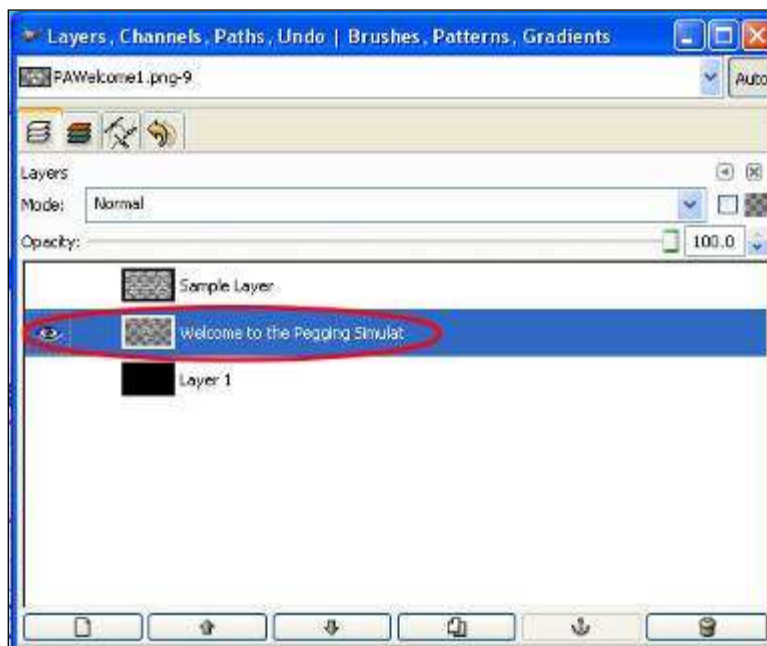 Layers, Channels, Paths, Undo | Brushes, Patterns, Gradients
PAWelcome1.png-9
Auto
Layers
Mode: Normal
Opacity: 100.0
Sample Layer
Welcome to the Pegging Simulat
Layer 1